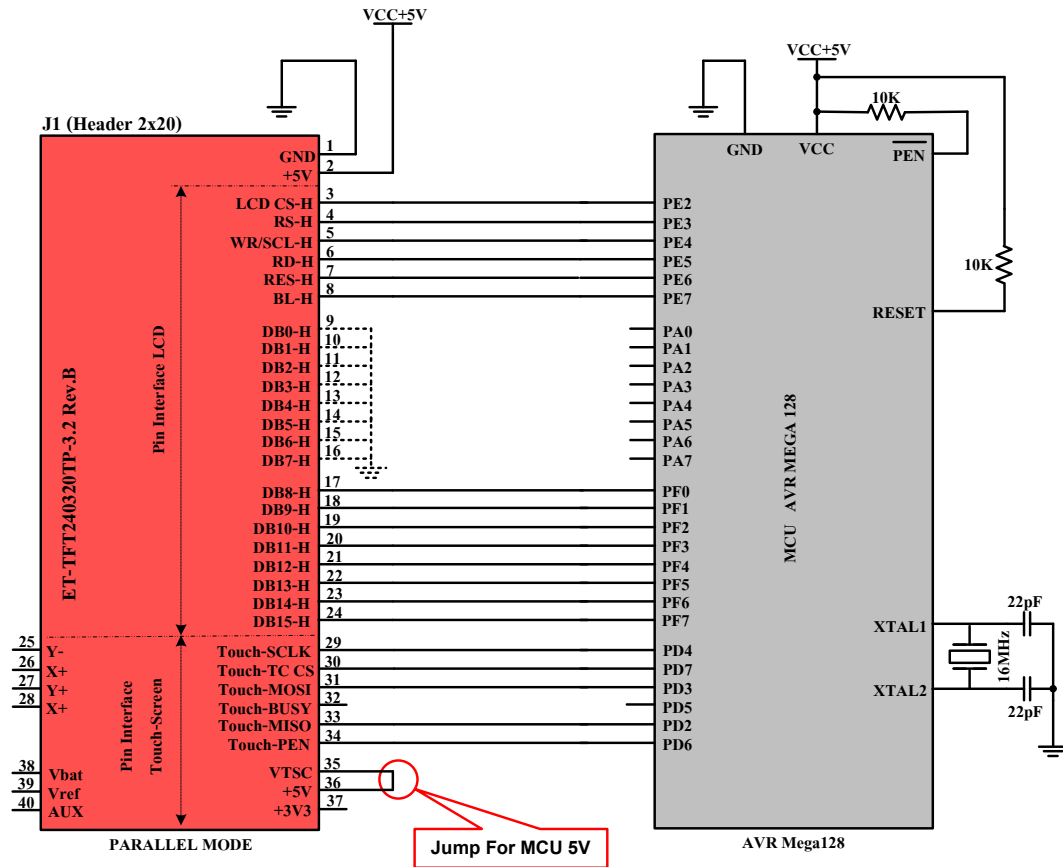 VCC+5V
VCC+5V
10K
J1 (Header 2x20)
GND 1
+5V 2
LCD CS-H 3
RS-H 4
WR/SCL-H 5
RD-H 6
RES-H 7
BL-H 8
DB0-H 9
DB1-H 10
DB2-H 11
DB3-H 12
DB4-H 13
DB5-H 14
DB6-H 15
DB7-H 16
DB8-H 17
DB9-H 18
DB10-H 19
DB11-H 20
DB12-H 21
DB13-H 22
DB14-H 23
DB15-H 24
Pin Interface LCD
ET-TFT240320TP-3.2 Rev.B
25 Y-
26 X+
27 Y+
28 X+
Touch-SCLK 29
Touch-TC CS 30
Touch-MOSI 31
Touch-BUSY 32
Touch-MISO 33
Touch-PEN 34
Pin Interface
Touch-Screen
38 Vbat
39 Vref
40 AUX
VTSC 35
+5V 36
+3V3 37
PARALLEL MODE
Jump For MCU 5V
GND
VCC
PEN
PE2
PE3
PE4
PE5
PE6
PE7
PA0
PA1
PA2
PA3
PA4
PA5
PA6
PA7
PF0
PF1
PF2
PF3
PF4
PF5
PF6
PF7
PD4
PD7
PD3
PD5
PD2
PD6
MCU AVR MEGA 128
10K
RESET
XTAL1
22pF
16MHz
XTAL2
22pF
AVR Mega128